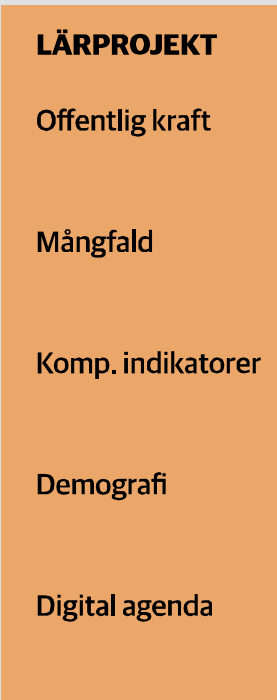 LÄRPROJEKT
Offentlig kraft
Mångfald
Komp. indikatorer
Demografi
Digital agenda